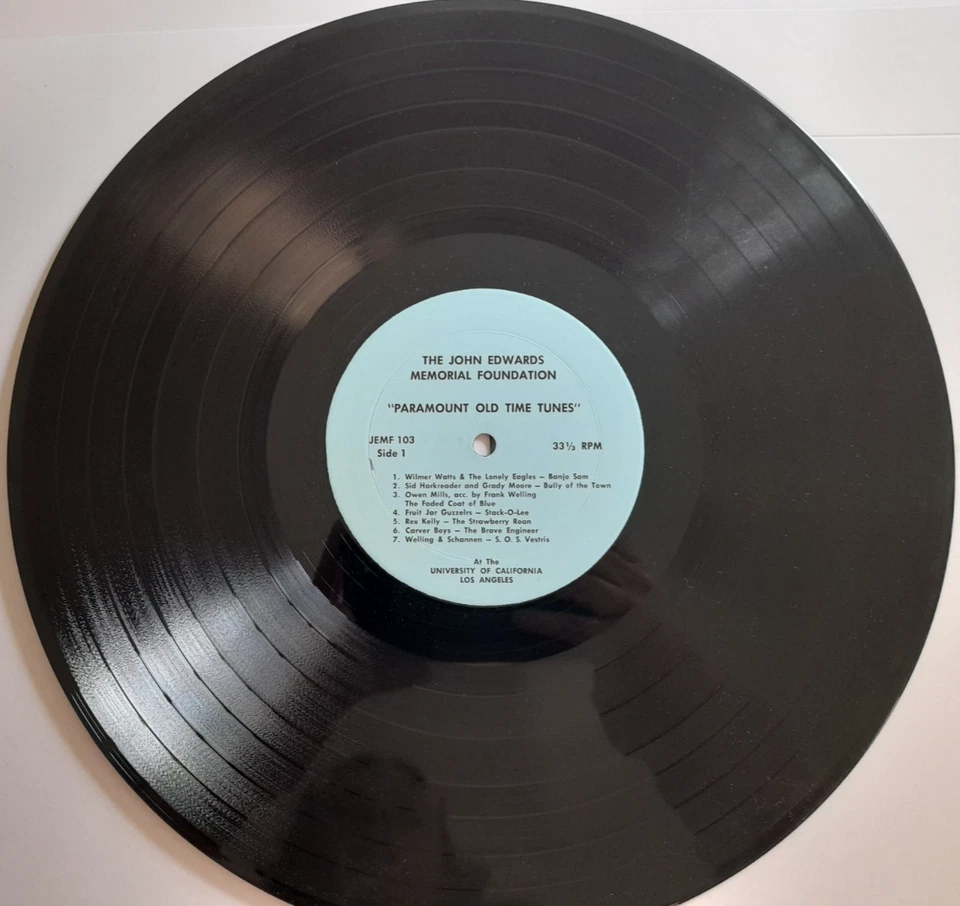 THE JOHN EDWARDS
MEMORIAL FOUNDATION
"PARAMOUNT OLD TIME TUNES"
JEMF 103
Side 1
33⅓ RPM
1. Wilmer Watts & The Lonely Eagles – Banjo Sam
2. Sid Harkreader and Grady Moore – Bully of the Town
3. Owen Mills, acc. by Frank Welling
The Faded Coat of Blue
4. Fruit Jar Guzzelrs – Stack-O-Lee
5. Rex Kelly – The Strawberry Roan
6. Carver Boys – The Brave Engineer
7. Welling & Schannen – S. O. S. Vestris
At The
UNIVERSITY OF CALIFORNIA
LOS ANGELES